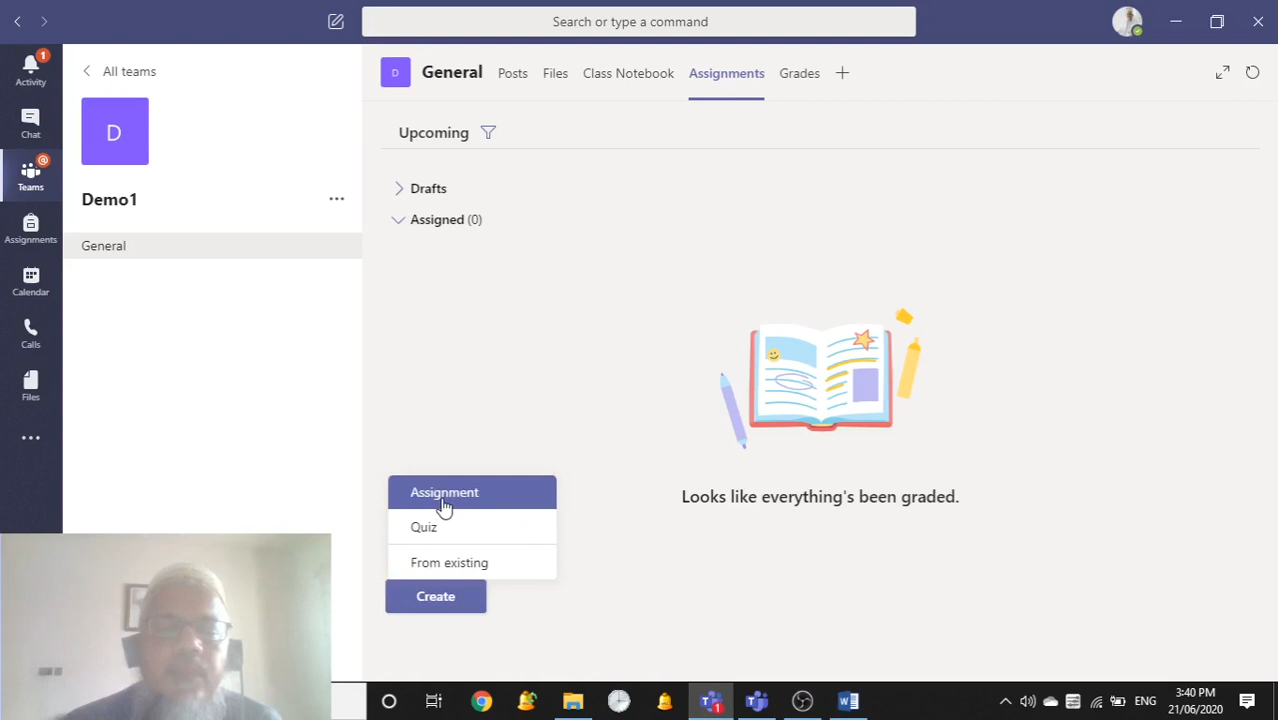 Search or type a command
1
Activity
Chat
@
Teams
Assignments
Calendar
Calls
Files
All teams
D
Demo1
General
D
General
Posts
Files
Class Notebook
Assignments
Grades
Upcoming
Drafts
Assigned (0)
Looks like everything's been graded.
Assignment
Quiz
From existing
Create
1
ENG
3:40 PM
21/06/2020